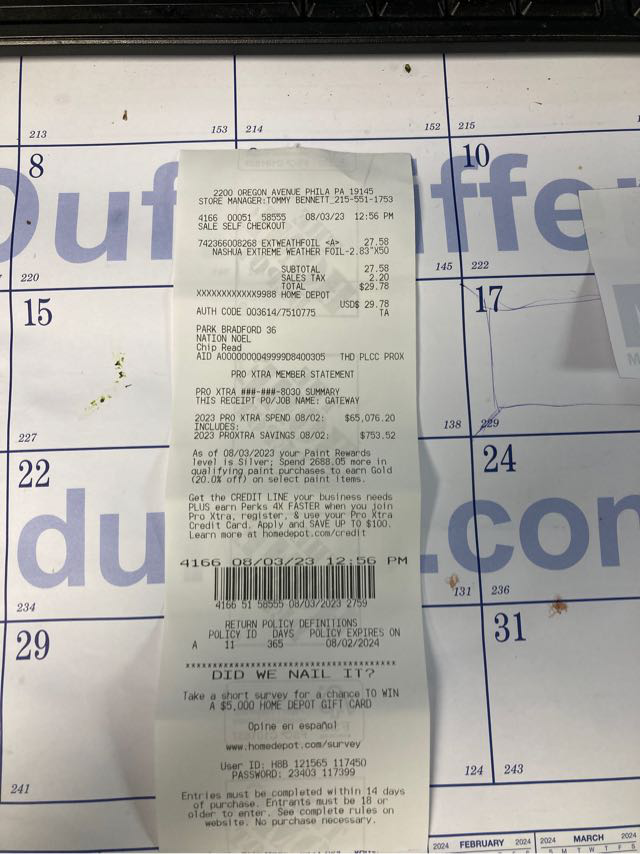 213
153
214
152
215
8
10
Duf
ffe
220
145
222
15
17
227
138
229
22
24
du
.con
234
131
236
29
31
241
124
243
2024 FEBRUARY 2024
2024 MARCH 2024
M T W T F S
2200 OREGON AVENUE PHILA PA 19145
STORE MANAGER:TOMMY BENNETT_215-551-1753
4166 00051 58555 08/03/23 12:56 PM
SALE SELF CHECKOUT
742366008268 EXTWEATHFOIL <A> 27.58
NASHUA EXTREME WEATHER FOIL-2.83"X50
SUBTOTAL 27.58
SALES TAX 2.20
TOTAL $29.78
XXXXXXXXXXXX9988 HOME DEPOT
USD$ 29.78
AUTH CODE 003614/7510775 TA
PARK BRADFORD 36
NATION NOEL
Chip Read
AID A0000000049999D8400305 THD PLCC PROX
PRO XTRA MEMBER STATEMENT
PRO XTRA ###-###-8030 SUMMARY
THIS RECEIPT PO/JOB NAME: GATEWAY
2023 PRO XTRA SPEND 08/02: $65,076.20
INCLUDES:
2023 PROXTRA SAVINGS 08/02: $753.52
As of 08/03/2023 your Paint Rewards
level is Silver; Spend 2688.05 more in
qualifying paint purchases to earn Gold
(20.0% off) on select paint items.
Get the CREDIT LINE your business needs
PLUS earn Perks 4X FASTER when you join
Pro Xtra, register, & use your Pro Xtra
Credit Card. Apply and SAVE UP TO $100.
Learn more at homedepot.com/credit
4166 08/03/23 12:56 PM
4166 51 58555 08/03/2023 2759
RETURN POLICY DEFINITIONS
POLICY ID DAYS POLICY EXPIRES ON
A 11 365 08/02/2024
DID WE NAIL IT?
Take a short survey for a chance TO WIN
A $5,000 HOME DEPOT GIFT CARD
Opine en español
www.homedepot.com/survey
User ID: H8B 121565 117450
PASSWORD: 23403 117399
Entries must be completed within 14 days
of purchase. Entrants must be 18 or
older to enter. See complete rules on
website. No purchase necessary.